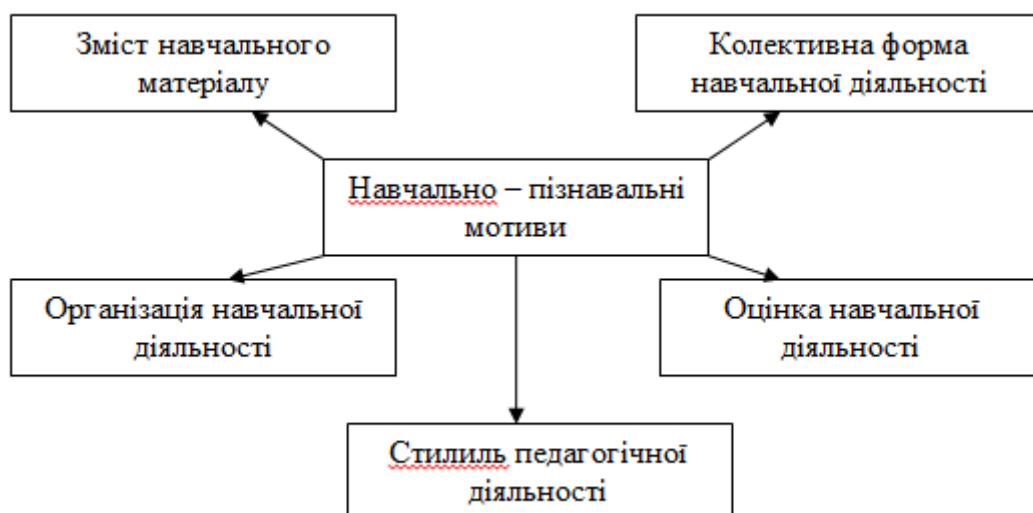 Зміст навчального
матеріалу
Колективна форма
навчальної діяльності
Навчально – пізнавальні
мотиви
Організація навчальної
діяльності
Оцінка навчальної
діяльності
Стилиль педагогічної
діяльності